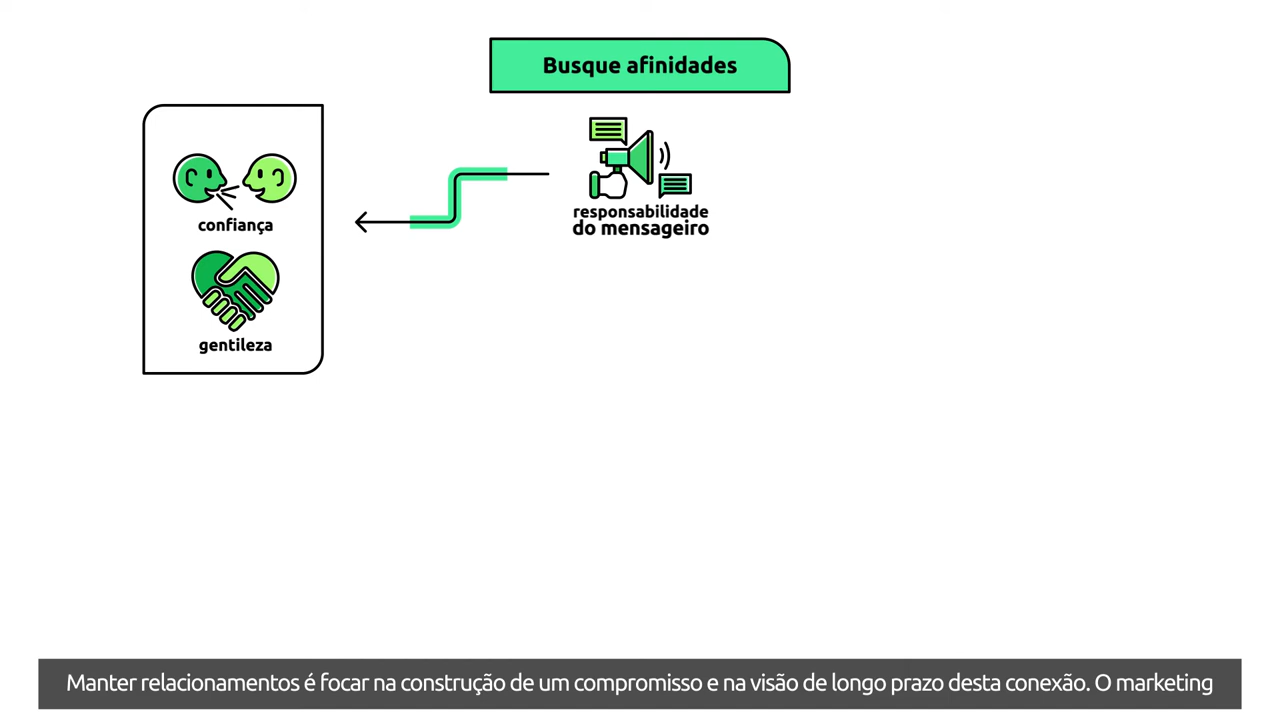 Busque afinidades
responsabilidade
do mensageiro
confiança
gentileza
Manter relacionamentos é focar na construção de um compromisso e na visão de longo prazo desta conexão. O marketing